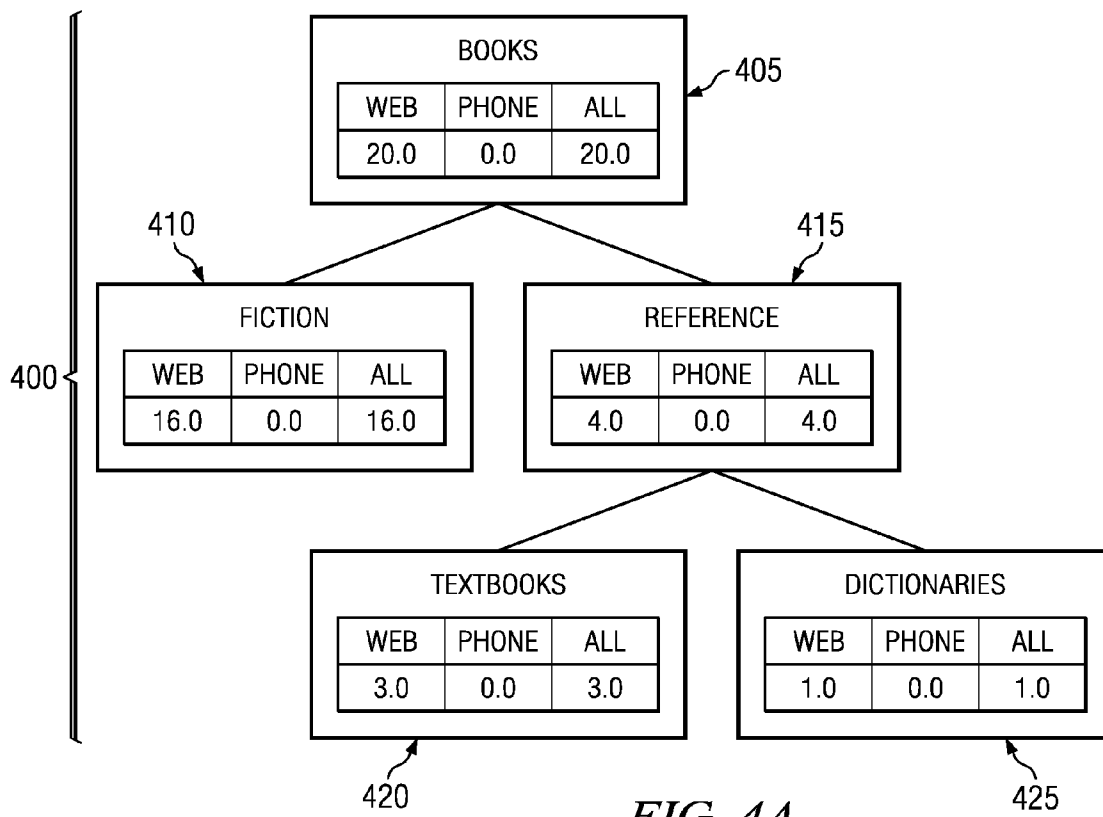 BOOKS
405
WEB PHONE ALL
20.0 0.0 20.0
410
415
FICTION
REFERENCE
WEB PHONE ALL
WEB PHONE ALL
400
16.0 0.0 16.0
4.0 0.0 4.0
TEXTBOOKS
DICTIONARIES
WEB PHONE ALL
WEB PHONE ALL
3.0 0.0 3.0
1.0 0.0 1.0
420
FIG. 4A
425